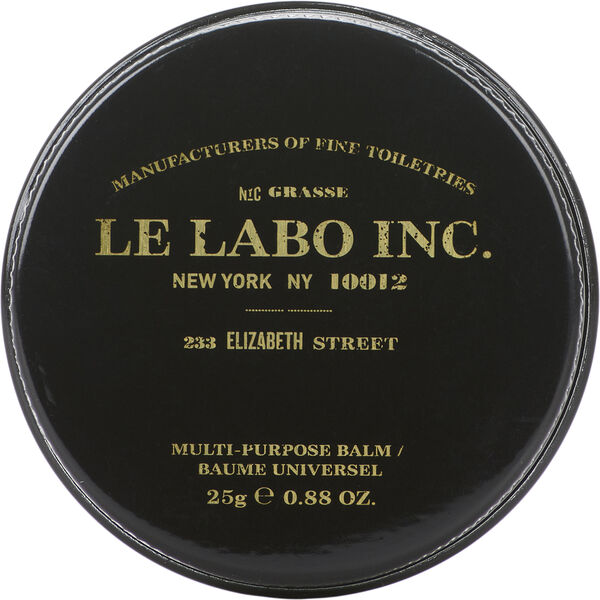 MANUFACTURERS OF FINE TOILETRIES
NYC GRASSE
LE LABO INC.
NEW YORK NY 10012
233 ELIZABETH STREET
MULTI-PURPOSE BALM /
BAUME UNIVERSEL
25g ℮ 0.88 OZ.